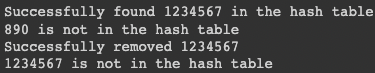 Successfully found 1234567 in the hash table
890 is not in the hash table
Successfully removed 1234567
1234567 is not in the hash table